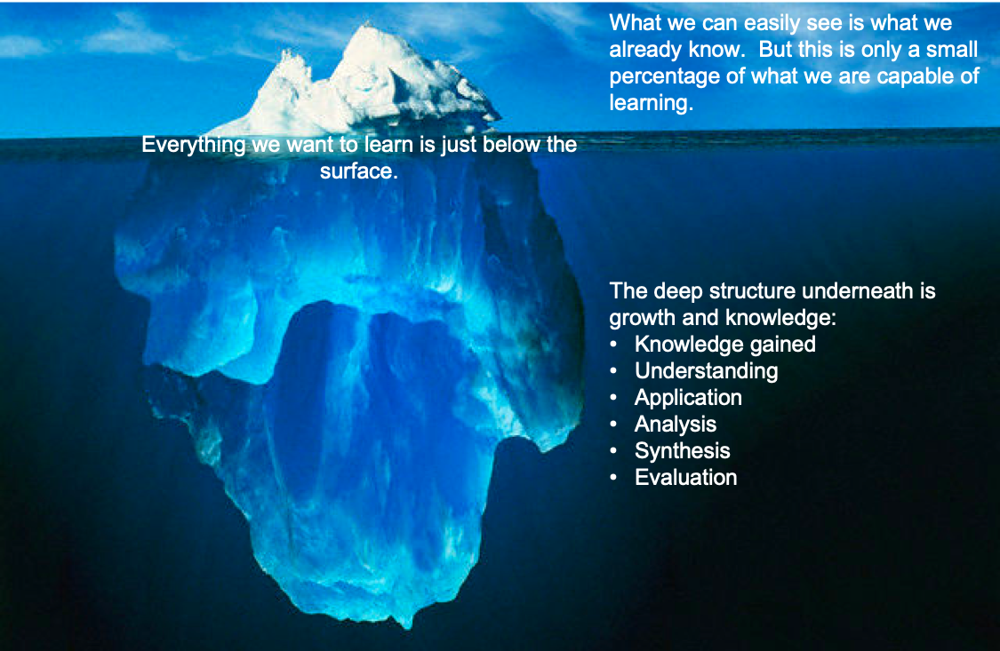 What we can easily see is what we
already know.  But this is only a small
percentage of what we are capable of
learning.
Everything we want to learn is just below the
surface.
The deep structure underneath is
growth and knowledge:
• Knowledge gained
• Understanding
• Application
• Analysis
• Synthesis
• Evaluation